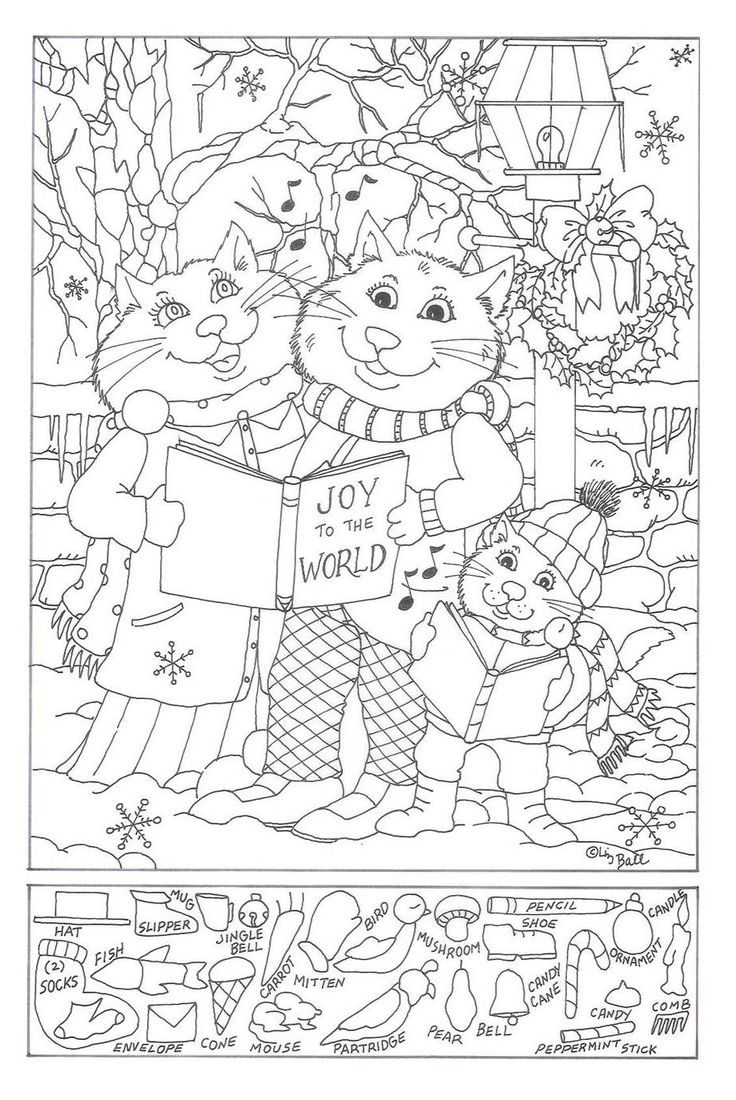 JOY
TO THE
WORLD
©Liz Ball
HAT
SLIPPER
MUG
JINGLE
BELL
CARROT
MITTEN
BIRD
MUSHROOM
PENCIL
SHOE
CANDY
CANE
ORNAMENT
CANDLE
(2)
SOCKS
FISH
ENVELOPE
CONE
MOUSE
PARTRIDGE
PEAR
BELL
CANDY
PEPPERMINT STICK
COMB